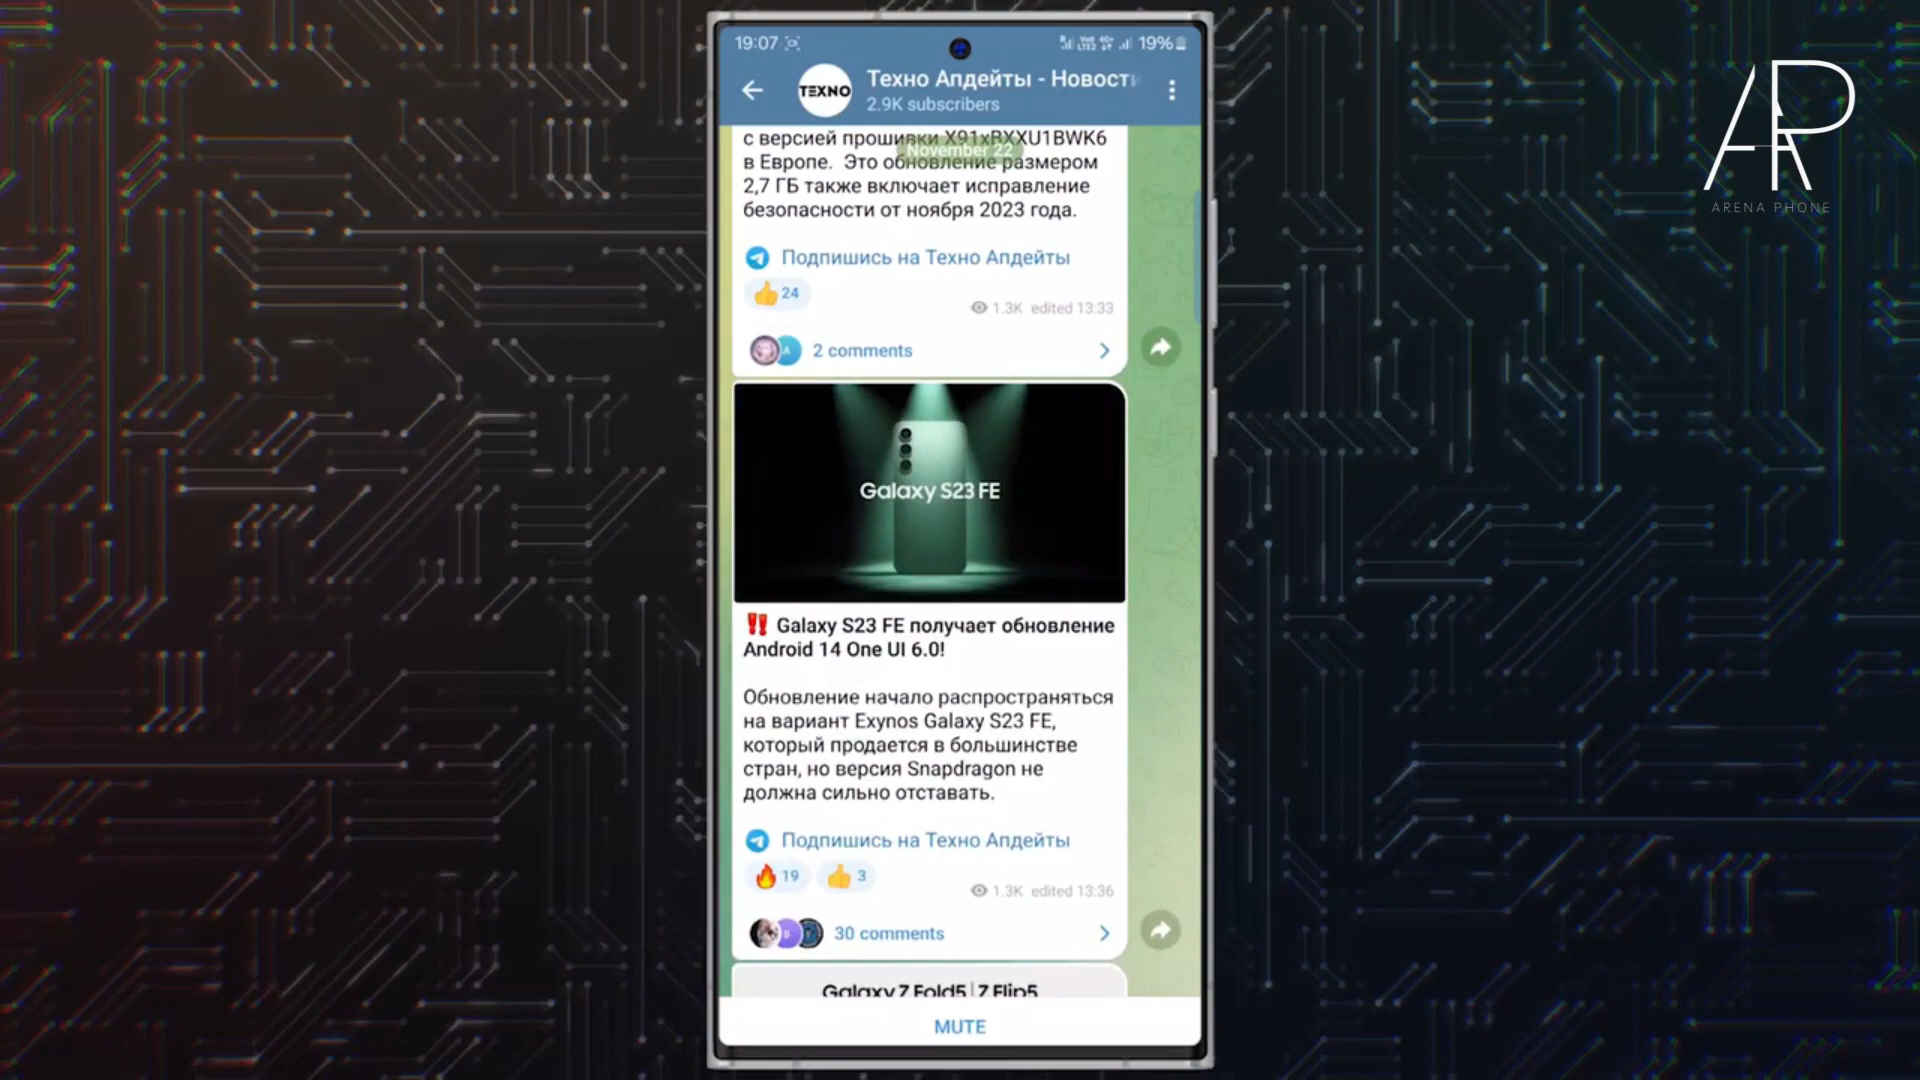 19:07
19%
AP
ARENA PHONE
TEXNO
Техно Апдейты - Новости
2.9K subscribers
с версией прошивки X91xBXXU1BWK6
November 22
в Европе. Это обновление размером
2,7 ГБ также включает исправление
безопасности от ноября 2023 года.
Подпишись на Техно Апдейты
24
1.3K edited 13:33
2 comments
Galaxy S23 FE
Galaxy S23 FE получает обновление
Android 14 One UI 6.0!
Обновление начало распространяться
на вариант Exynos Galaxy S23 FE,
который продается в большинстве
стран, но версия Snapdragon не
должна сильно отставать.
Подпишись на Техно Апдейты
19 3
1.3K edited 13:36
30 comments
Galaxy Z Fold5 | Z Flip5
MUTE